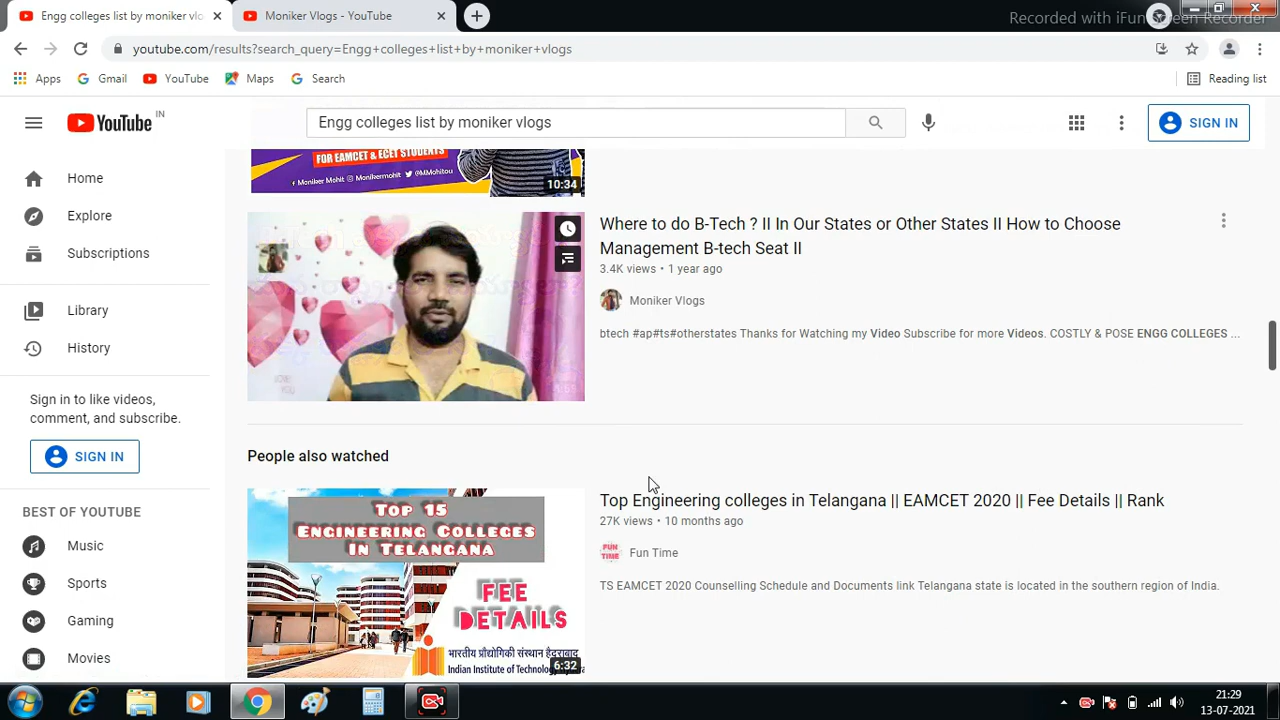 Engg colleges list by moniker vlo
Moniker Vlogs - YouTube
Recorded with iFun Screen Recorder
youtube.com/results?search_query=Engg+colleges+list+by+moniker+vlogs
Apps
Gmail
YouTube
Maps
Search
Reading list
YouTube IN
Engg colleges list by moniker vlogs
SIGN IN
Home
Explore
Subscriptions
Library
History
Sign in to like videos,
comment, and subscribe.
SIGN IN
BEST OF YOUTUBE
Music
Sports
Gaming
Movies
FOR EAMCET & ECET STUDENTS
Moniker Mohit Monikermohit @MMohitou
10:34
Where to do B-Tech ? II In Our States or Other States II How to Choose
Management B-tech Seat II
3.4K views • 1 year ago
Moniker Vlogs
btech #ap#ts#otherstates Thanks for Watching my Video Subscribe for more Videos. COSTLY & POSE ENGG COLLEGES ...
People also watched
TOP 15
ENGINEERING COLLEGES
IN TELANGANA
FEE
DETAILS
भारतीय प्रौद्योगिकी संस्थान हैदराबाद
Indian Institute of Technology
6:32
Top Engineering colleges in Telangana || EAMCET 2020 || Fee Details || Rank
27K views • 10 months ago
FUN
TIME
Fun Time
TS EAMCET 2020 Counselling Schedule and Documents link Telangana state is located in the southern region of India.
21:29
13-07-2021